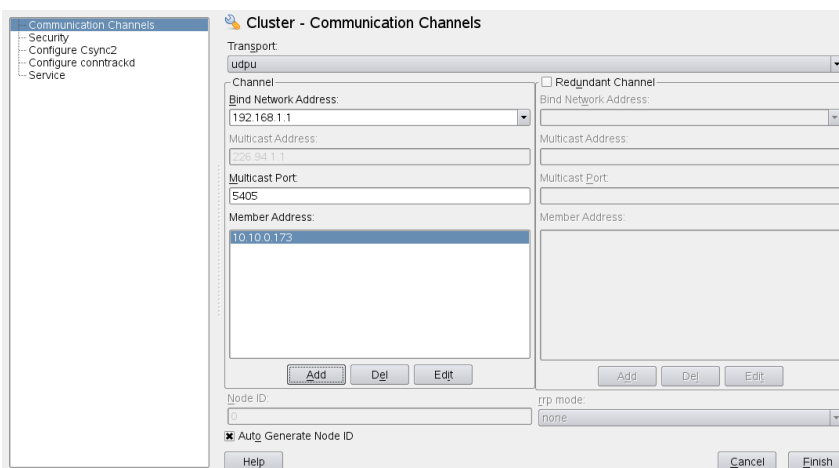 Communication Channels
Security
Configure Csync2
Configure conntrackd
Service
Cluster - Communication Channels
Transport:
udpu
Channel
Bind Network Address:
192.168.1.1
Multicast Address:
226.94.1.1
Multicast Port:
5405
Member Address:
10.10.0.173
Add Del Edit
Redundant Channel
Bind Network Address:
Multicast Address:
Multicast Port:
Member Address:
Add Del Edit
Node ID:
0
rrp mode:
none
Auto Generate Node ID
Help Cancel Finish